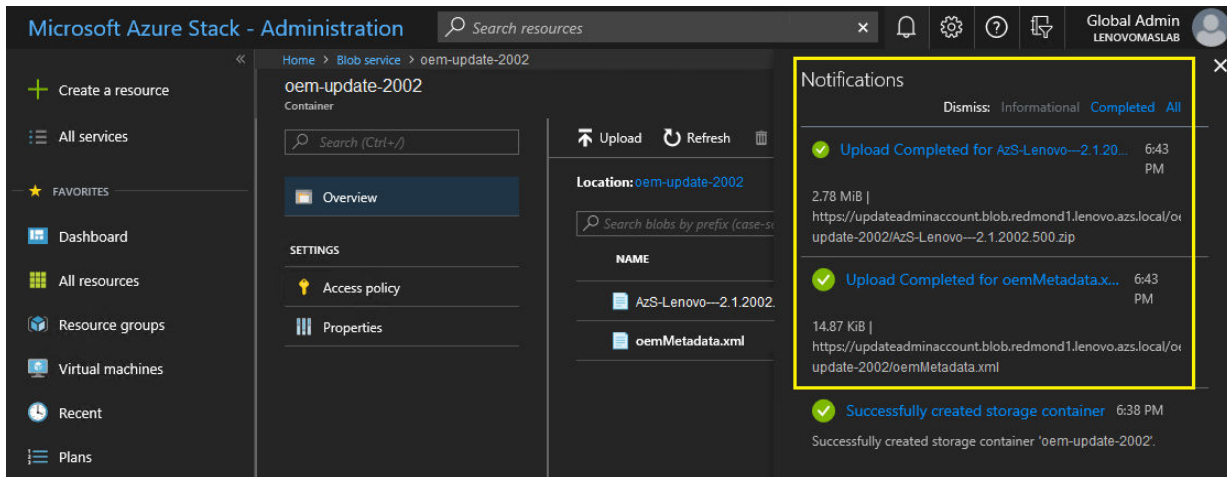 Microsoft Azure Stack - Administration
Search resources
Global Admin
LENOVOMASLAB
Create a resource
All services
FAVORITES
Dashboard
All resources
Resource groups
Virtual machines
Recent
Plans
Home > Blob service > oem-update-2002
oem-update-2002
Container
Search (Ctrl+/)
Overview
SETTINGS
Access policy
Properties
Upload Refresh
Location: oem-update-2002
Search blobs by prefix (case-s
NAME
AzS-Lenovo---2.1.2002.
oemMetadata.xml
Notifications
Dismiss: Informational Completed All
Upload Completed for AzS-Lenovo---2.1.20... 6:43
PM
2.78 MiB |
https://updateadminaccount.blob.redmond1.lenovo.azs.local/oe
update-2002/AzS-Lenovo---2.1.2002.500.zip
Upload Completed for oemMetadata.x... 6:43
PM
14.87 KiB |
https://updateadminaccount.blob.redmond1.lenovo.azs.local/oe
update-2002/oemMetadata.xml
Successfully created storage container 6:38 PM
Successfully created storage container 'oem-update-2002'.